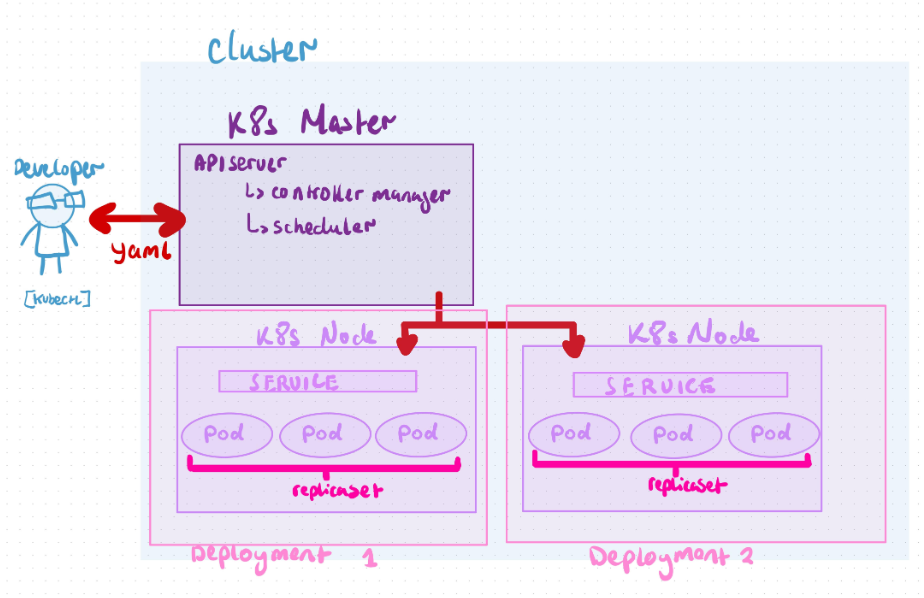 Cluster
K8s Master
APIserver
↳ controller manager
↳ scheduler
Developer
yaml
[Kubectl]
K8s Node
SERVICE
Pod Pod Pod
replicaset
Deployment 1
K8s Node
SERVICE
Pod Pod Pod
replicaset
Deployment 2